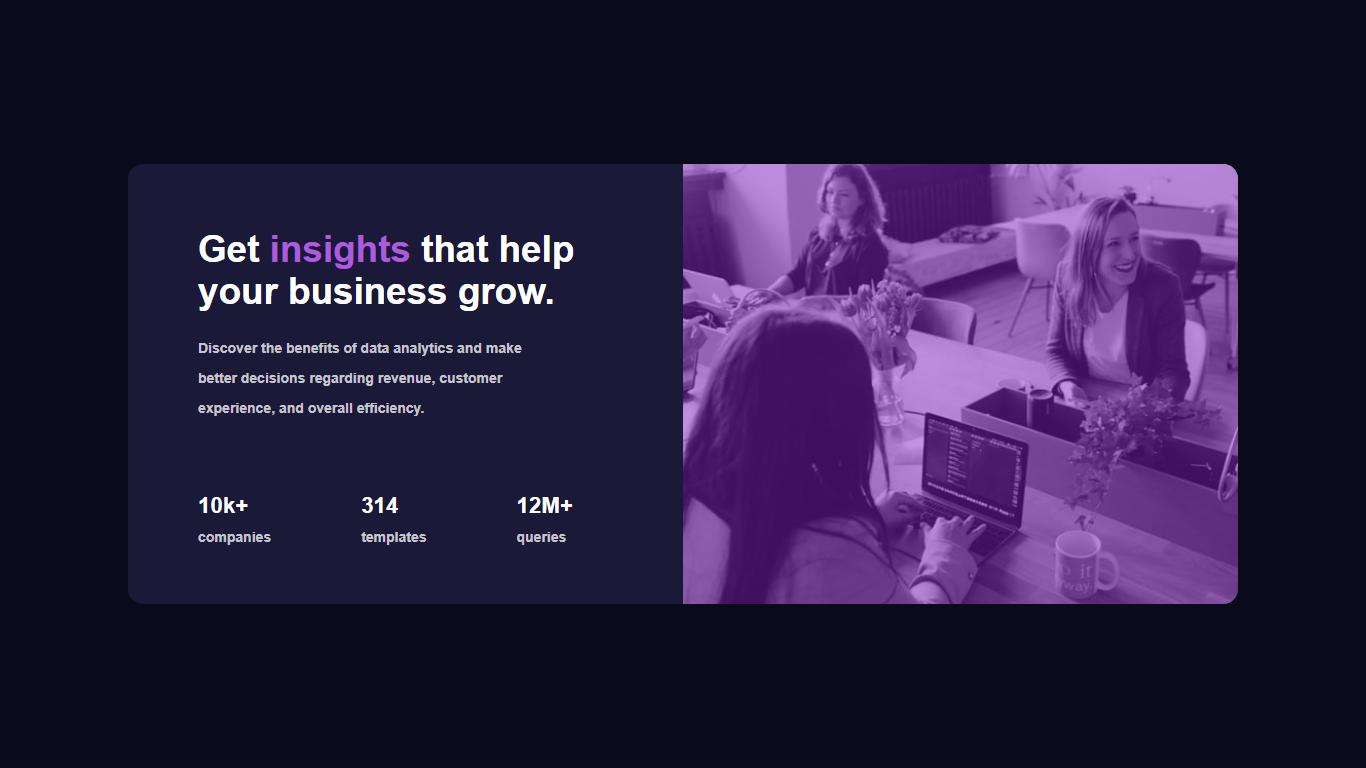 Get insights that help
your business grow.
Discover the benefits of data analytics and make
better decisions regarding revenue, customer
experience, and overall efficiency.
10k+
314
12M+
companies
templates
queries